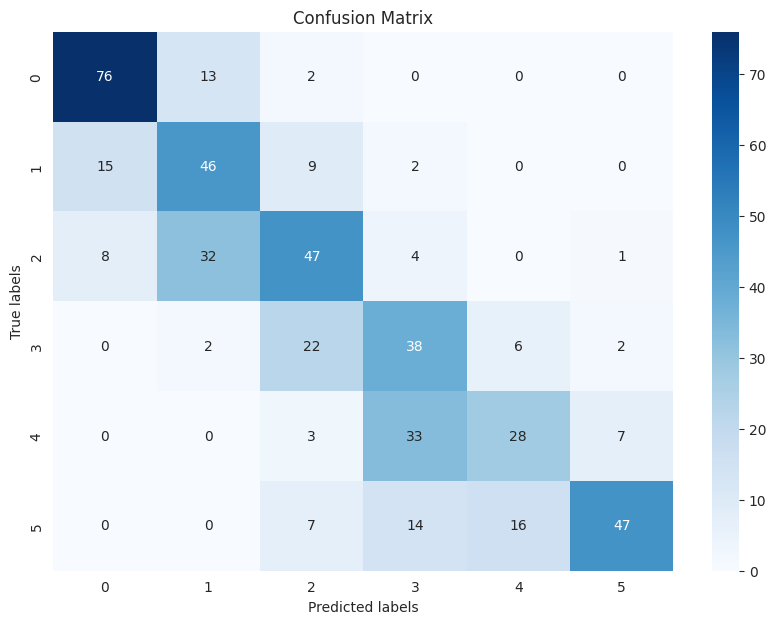 Confusion Matrix
True labels
0 76 13 2 0 0 0
1 15 46 9 2 0 0
2 8 32 47 4 0 1
3 0 2 22 38 6 2
4 0 0 3 33 28 7
5 0 0 7 14 16 47
0 1 2 3 4 5
Predicted labels
70
60
50
40
30
20
10
0